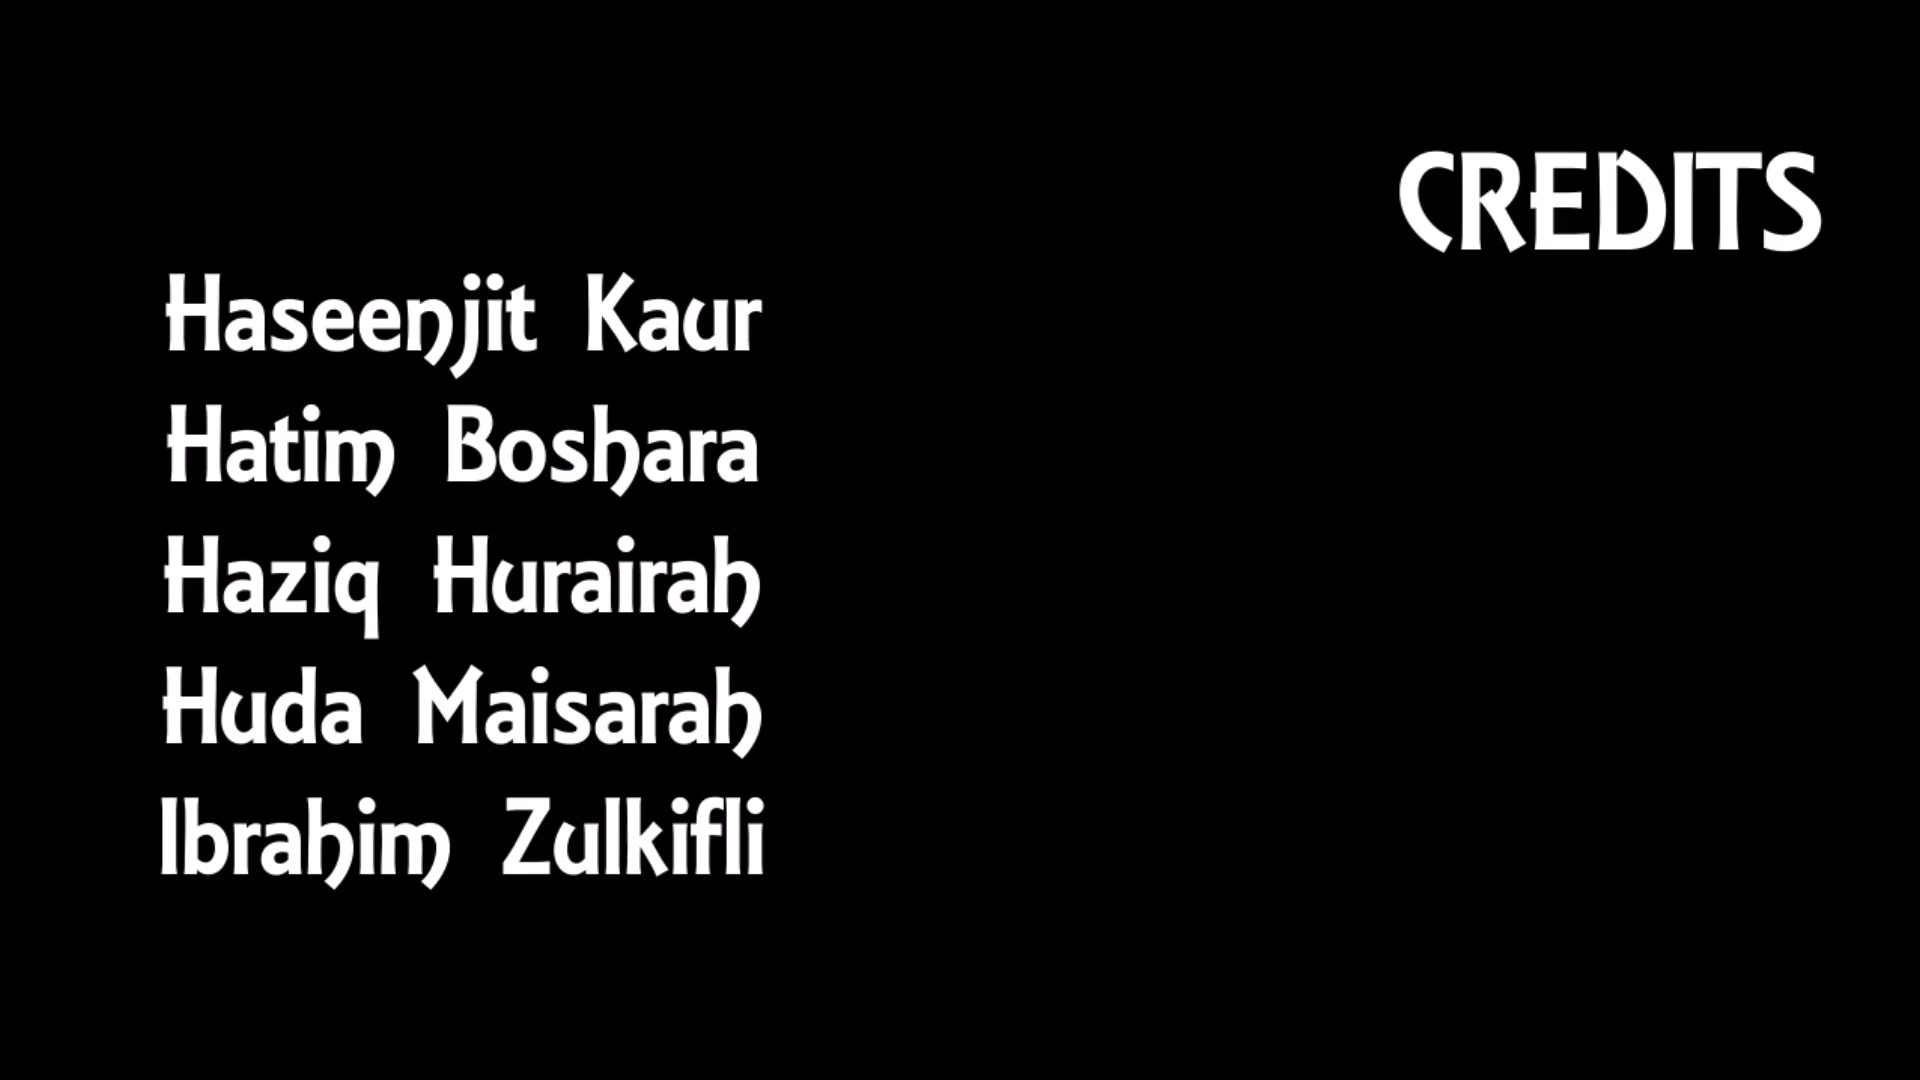 CREDITS
Haseenjit Kaur
Hatim Boshara
Haziq Hurairah
Huda Maisarah
Ibrahim Zulkifli